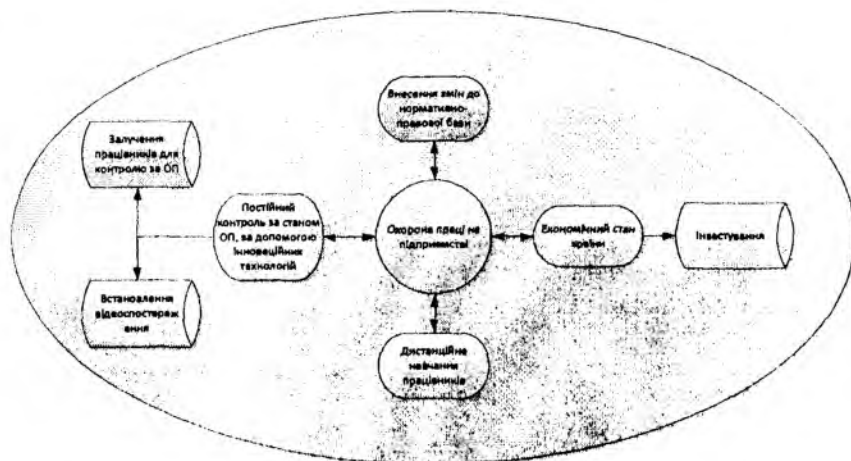 Внесення змін до
нормативно-
правової бази
Залучення
працівників для
контролю за ОП
Постійний
контроль за станом
ОП, за допомогою
інноваційних
технологій
Охорона праці на
підприємстві
Економічний стан
країни
Інвестування
Встановлення
відеоспостереж
ення
Дистанційне
навчання
працівників